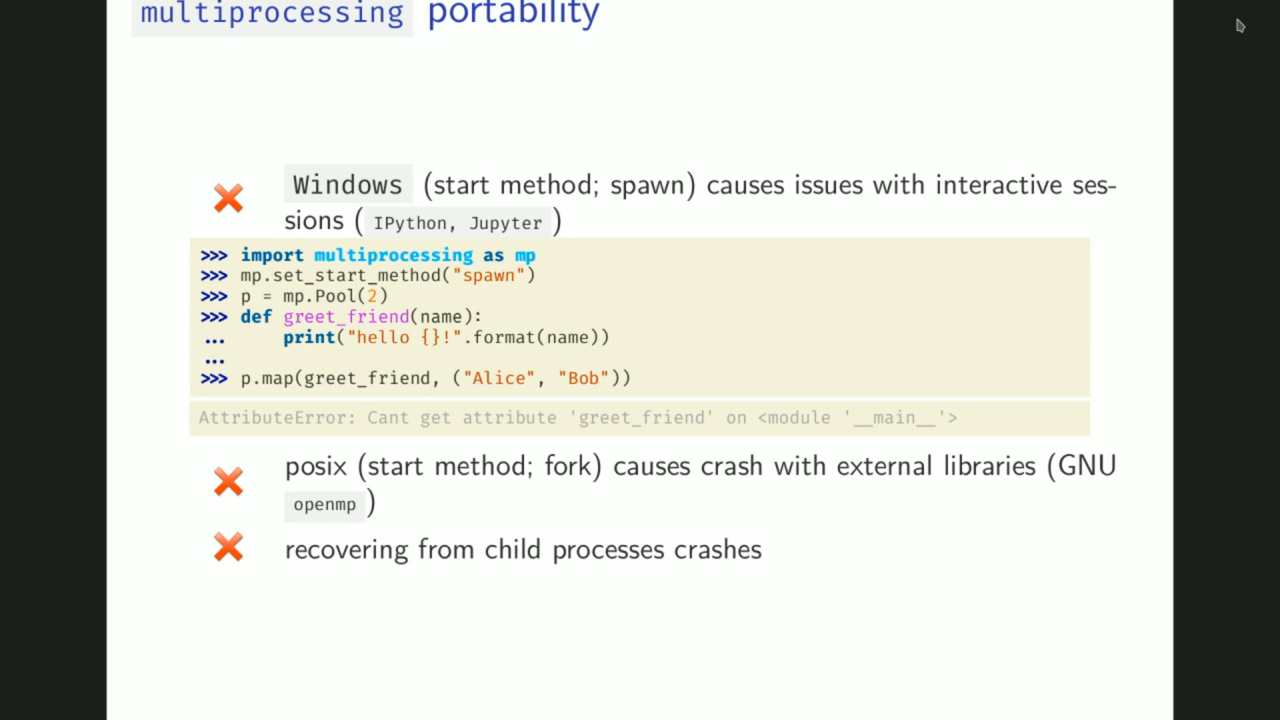 multiprocessing portability
Windows (start method; spawn) causes issues with interactive ses-
sions ( IPython, Jupyter )
>>> import multiprocessing as mp
>>> mp.set_start_method("spawn")
>>> p = mp.Pool(2)
>>> def greet_friend(name):
...     print("hello {}!".format(name))
...
>>> p.map(greet_friend, ("Alice", "Bob"))
AttributeError: Cant get attribute 'greet_friend' on <module '__main__'>
posix (start method; fork) causes crash with external libraries (GNU
openmp )
recovering from child processes crashes